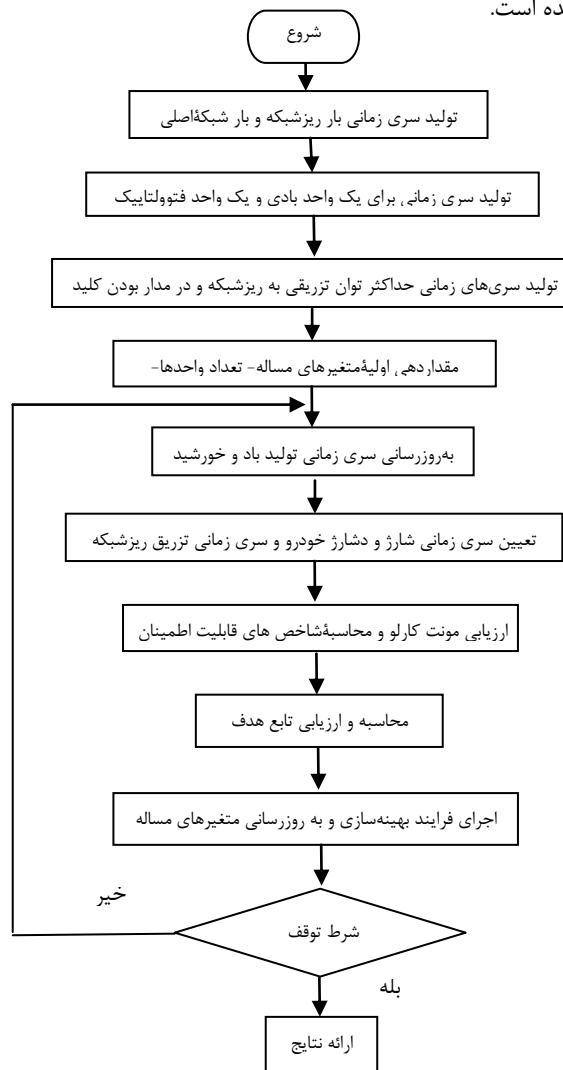 ده است.
شروع
تولید سری زمانی بار ریزشبکه و بار شبکۀاصلی
تولید سری زمانی برای یک واحد بادی و یک واحد فتوولتاییک
تولید سری‌های زمانی حداکثر توان تزریقی به ریزشبکه و در مدار بودن کلید
مقداردهی اولیۀمتغیرهای مساله- تعداد واحدها-
به‌روزرسانی سری زمانی تولید باد و خورشید
تعیین سری زمانی شارژ و دشارژ خودرو و سری زمانی تزریق ریزشبکه
ارزیابی مونت کارلو و محاسبۀشاخص های قابلیت اطمینان
محاسبه و ارزیابی تابع هدف
اجرای فرایند بهینه‌سازی و به روزرسانی متغیرهای مساله
خیر
شرط توقف
بله
ارائه نتایج